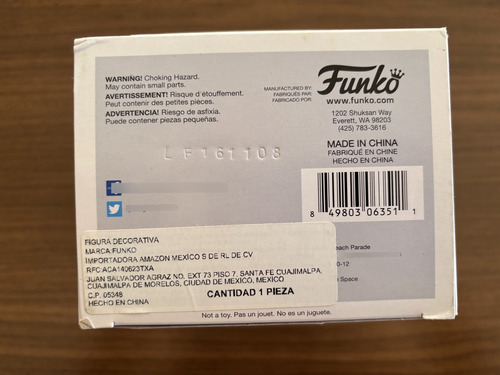 WARNING! Choking Hazard.
May contain small parts.
AVERTISSEMENT! Risque d'étouffement.
Peut contenir des petites pièces.
ADVERTENCIA! Riesgo de asfixia.
Puede contener piezas pequeñas.
MANUFACTURED BY:
FABRIQUÉS PAR:
FABRICADO POR:
Funko
www.funko.com
1202 Shuksan Way
Everett, WA 98203
(425) 783-3616
MADE IN CHINA
FABRIQUÉ EN CHINE
HECHO EN CHINA
LF161108
8 49803 06351 1
each Parade
0-12
n Space
FIGURA DECORATIVA
MARCA:FUNKO
IMPORTADORA AMAZON MEXICO S DE RL DE CV
RFC:ACA140623TXA
JUAN SALVADOR AGRAZ NO. EXT 73 PISO 7, SANTA FE CUAJIMALPA,
CUAJIMALPA DE MORELOS, CIUDAD DE MEXICO, MEXICO
C.P. 05348
HECHO EN CHINA
CANTIDAD 1 PIEZA
Not a toy. Pas un jouet. No es un juguete.